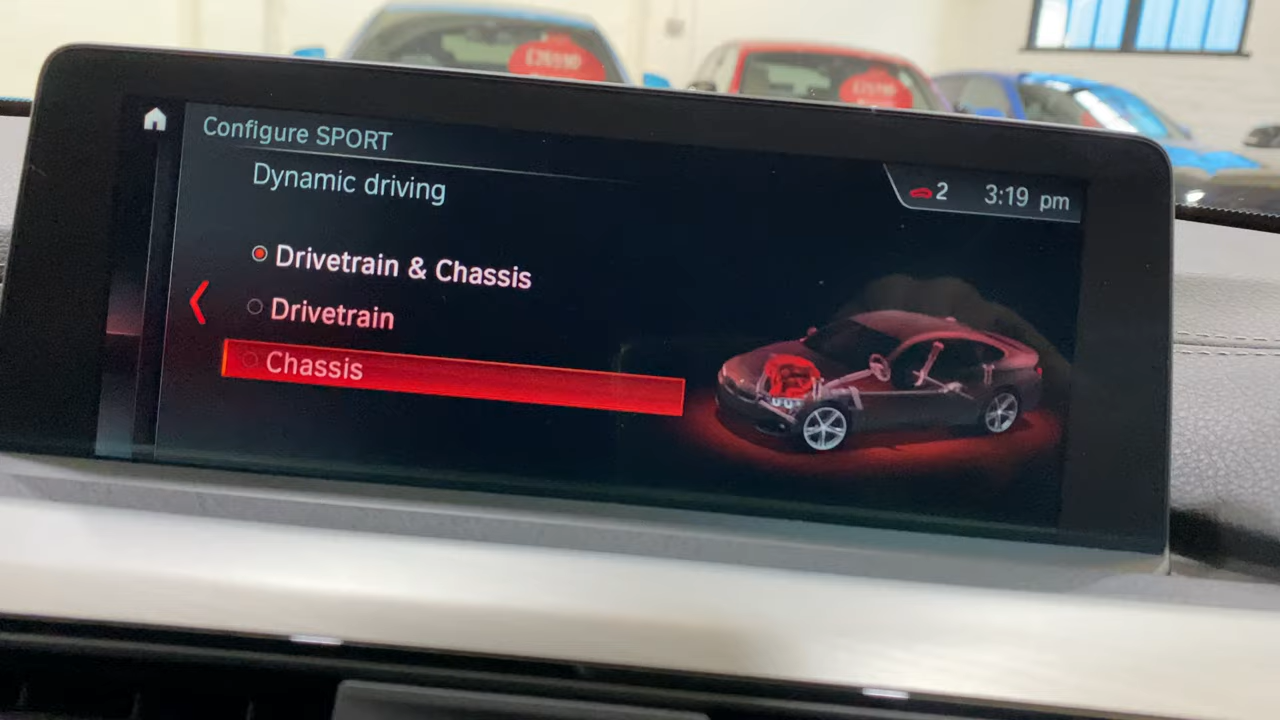 Configure SPORT
Dynamic driving
2 3:19 pm
Drivetrain & Chassis
Drivetrain
Chassis